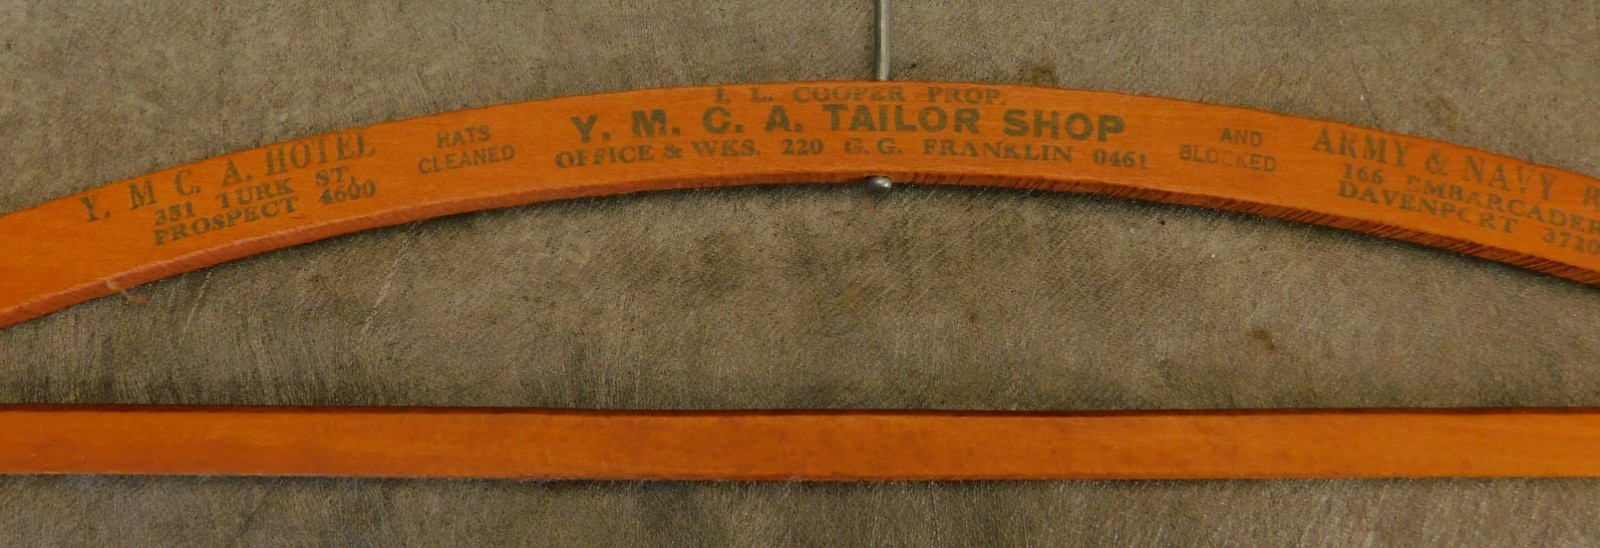 Y. M. C. A. HOTEL
351 TURK ST.
PROSPECT 4600
HATS
CLEANED
I. L. COOPER PROP.
Y. M. C. A. TAILOR SHOP
OFFICE & WKS. 220 G. G. FRANKLIN 0461
AND
BLOCKED
ARMY & NAVY
166 EMBARCADER
DAVENPORT 3720